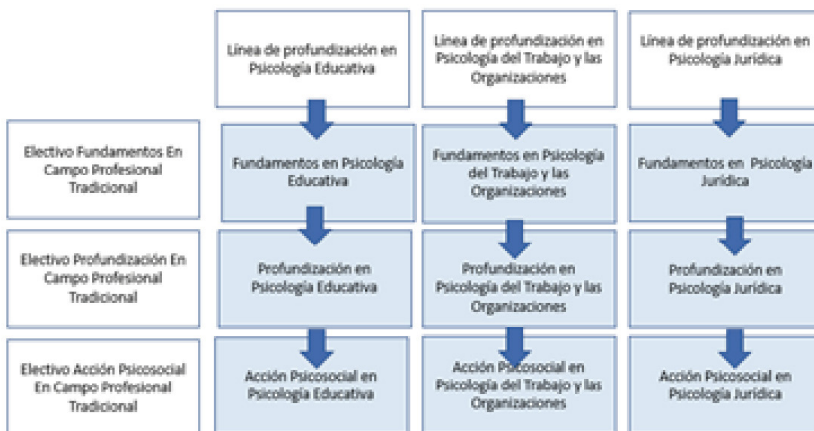 Línea de profundización en
Psicología Educativa
Línea de profundización en
Psicología del Trabajo y las
Organizaciones
Línea de profundización en
Psicología Jurídica
Electivo Fundamentos En
Campo Profesional
Tradicional
Fundamentos en Psicología
Educativa
Fundamentos en Psicología
del Trabajo y las
Organizaciones
Fundamentos en Psicología
Jurídica
Electivo Profundización En
Campo Profesional
Tradicional
Profundización en
Psicología Educativa
Profundización en
Psicología del Trabajo y las
Organizaciones
Profundización en
Psicología Jurídica
Electivo Acción Psicosocial
En Campo Profesional
Tradicional
Acción Psicosocial en
Psicología Educativa
Acción Psicosocial en
Psicología del Trabajo y las
Organizaciones
Acción Psicosocial en
Psicología Jurídica